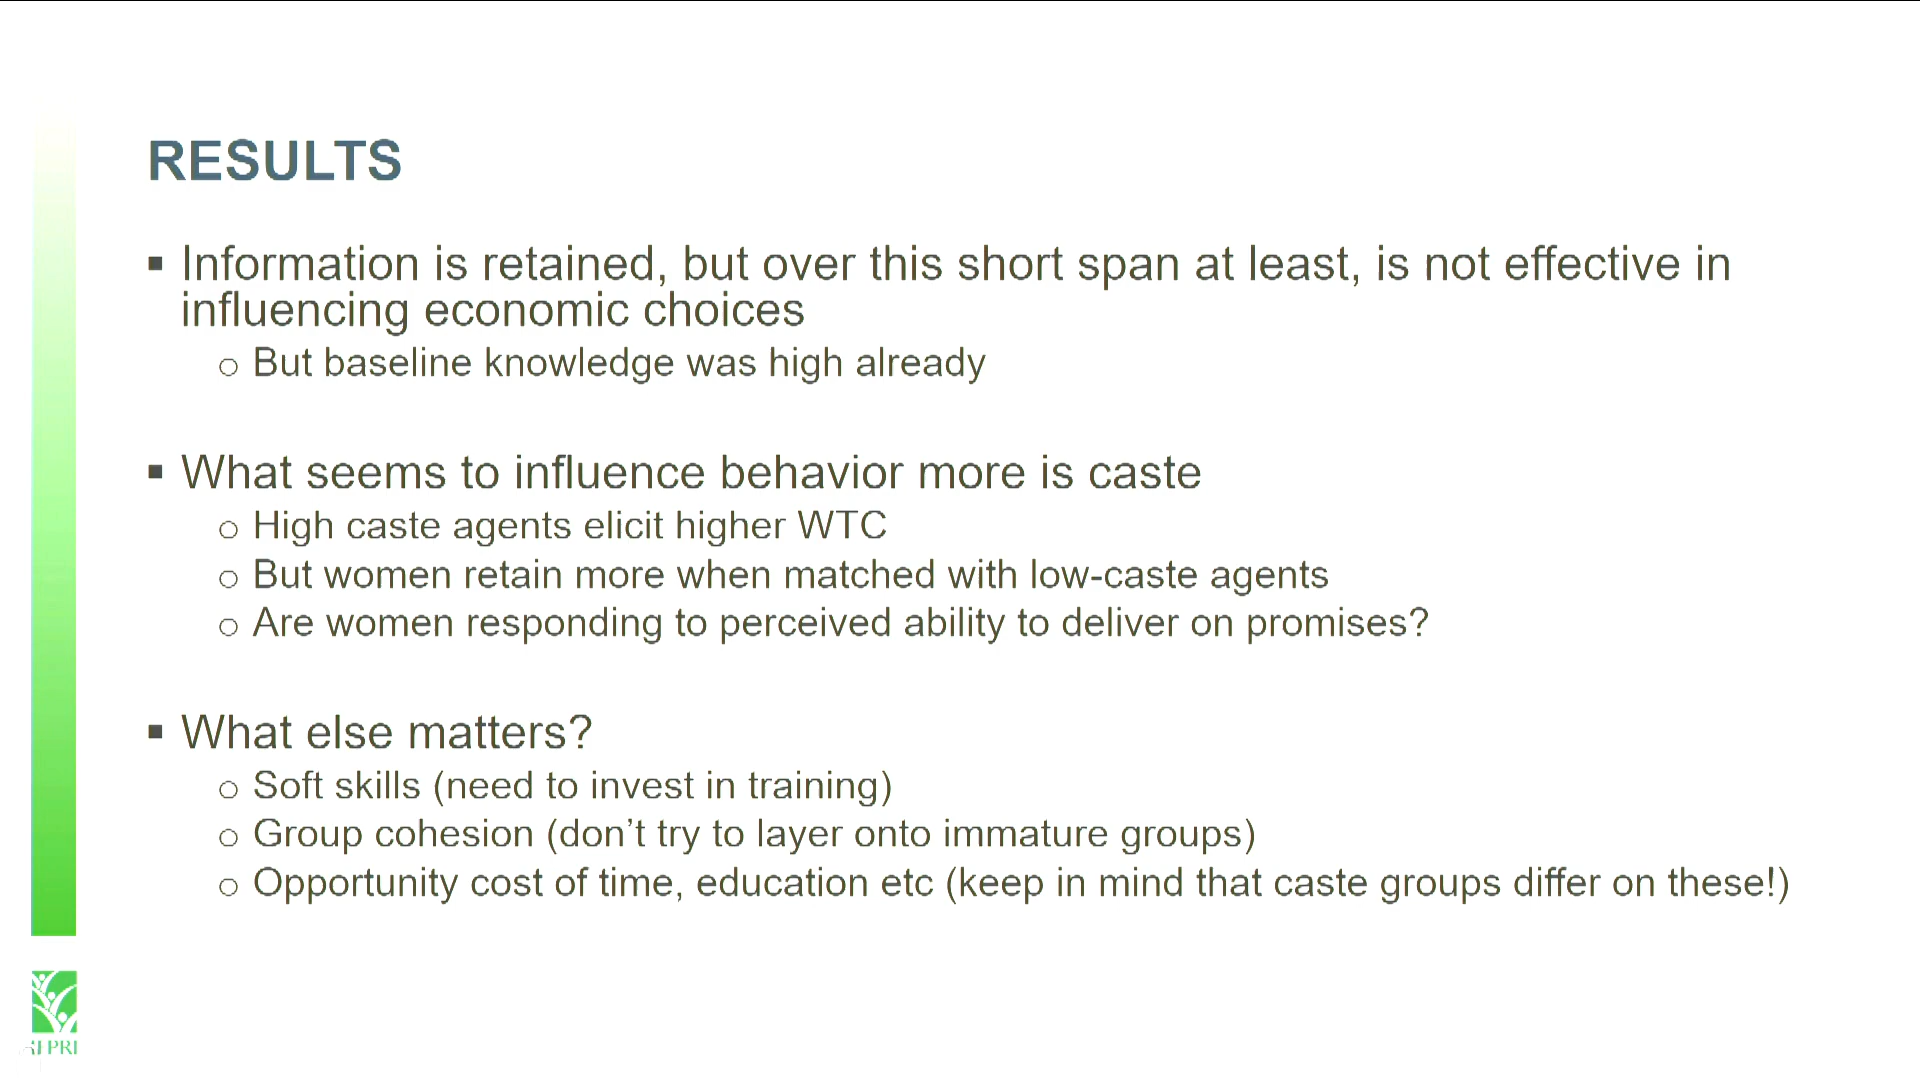 RESULTS
▪ Information is retained, but over this short span at least, is not effective in
influencing economic choices
o But baseline knowledge was high already
▪ What seems to influence behavior more is caste
o High caste agents elicit higher WTC
o But women retain more when matched with low-caste agents
o Are women responding to perceived ability to deliver on promises?
▪ What else matters?
o Soft skills (need to invest in training)
o Group cohesion (don’t try to layer onto immature groups)
o Opportunity cost of time, education etc (keep in mind that caste groups differ on these!)